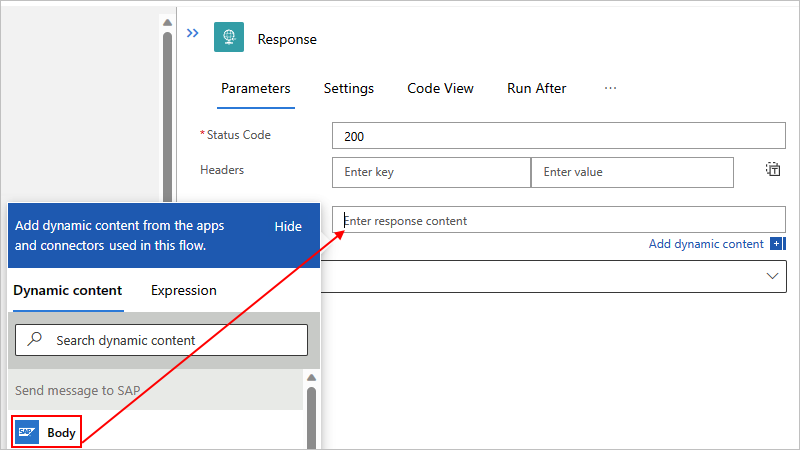 Response
Parameters
Settings
Code View
Run After
...
* Status Code
200
Headers
Enter key
Enter value
Enter response content
Add dynamic content
Add dynamic content from the apps
and connectors used in this flow.
Hide
Dynamic content
Expression
Search dynamic content
Send message to SAP
SAP
Body